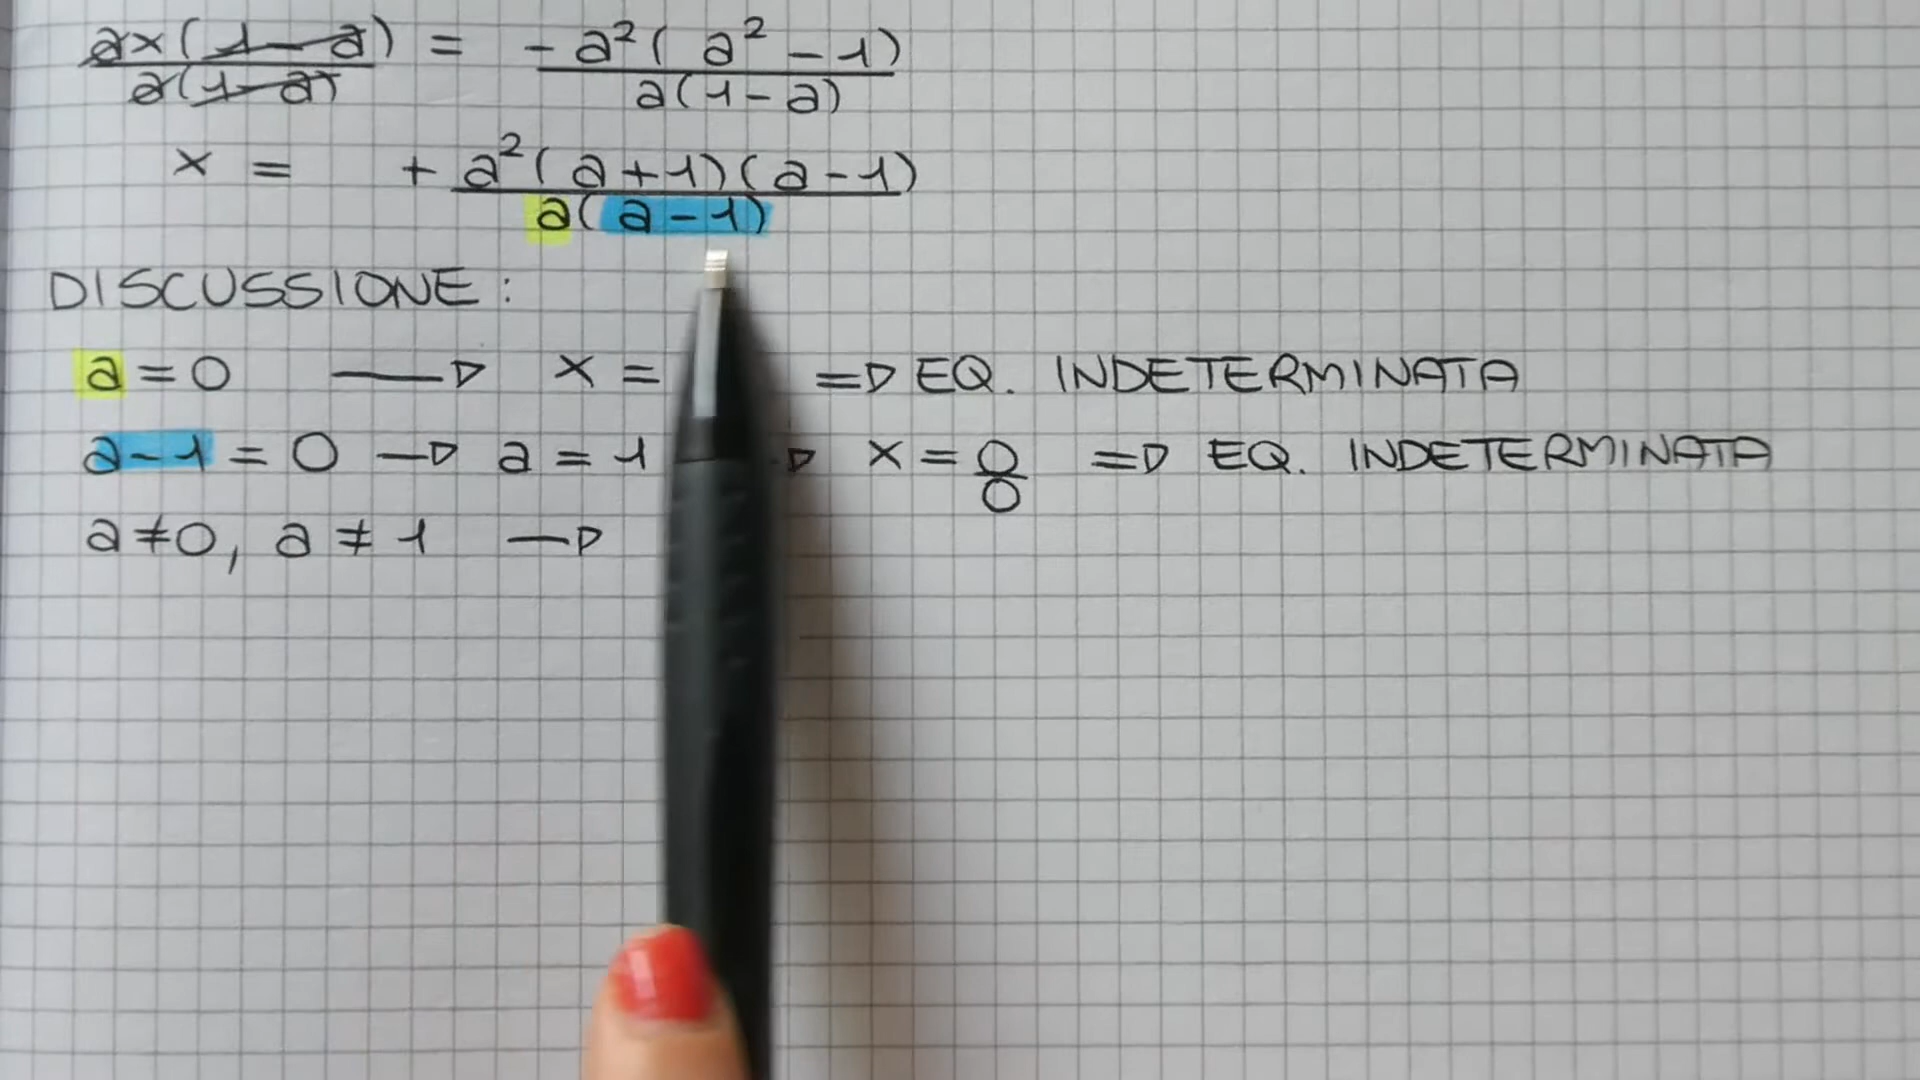 ax(1-a) = -a²(a²-1)
a(1-a) a(1-a)
x = + a²(a+1)(a-1)
a(a-1)
DISCUSSIONE:
a=0 → x = ⇒ EQ. INDETERMINATA
a-1=0 → a=1 → x = 0/0 ⇒ EQ. INDETERMINATA
a≠0, a≠1 →